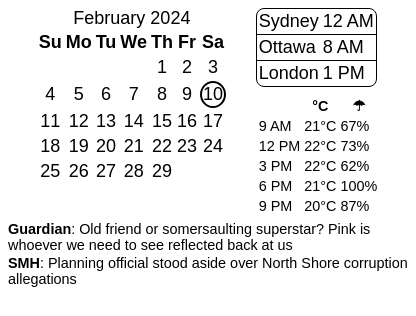 February 2024
Su Mo Tu We Th Fr Sa
1 2 3
4 5 6 7 8 9 10
11 12 13 14 15 16 17
18 19 20 21 22 23 24
25 26 27 28 29
Sydney 12 AM
Ottawa 8 AM
London 1 PM
°C ☂
9 AM 21°C 67%
12 PM 22°C 73%
3 PM 22°C 62%
6 PM 21°C 100%
9 PM 20°C 87%
Guardian: Old friend or somersaulting superstar? Pink is
whoever we need to see reflected back at us
SMH: Planning official stood aside over North Shore corruption
allegations